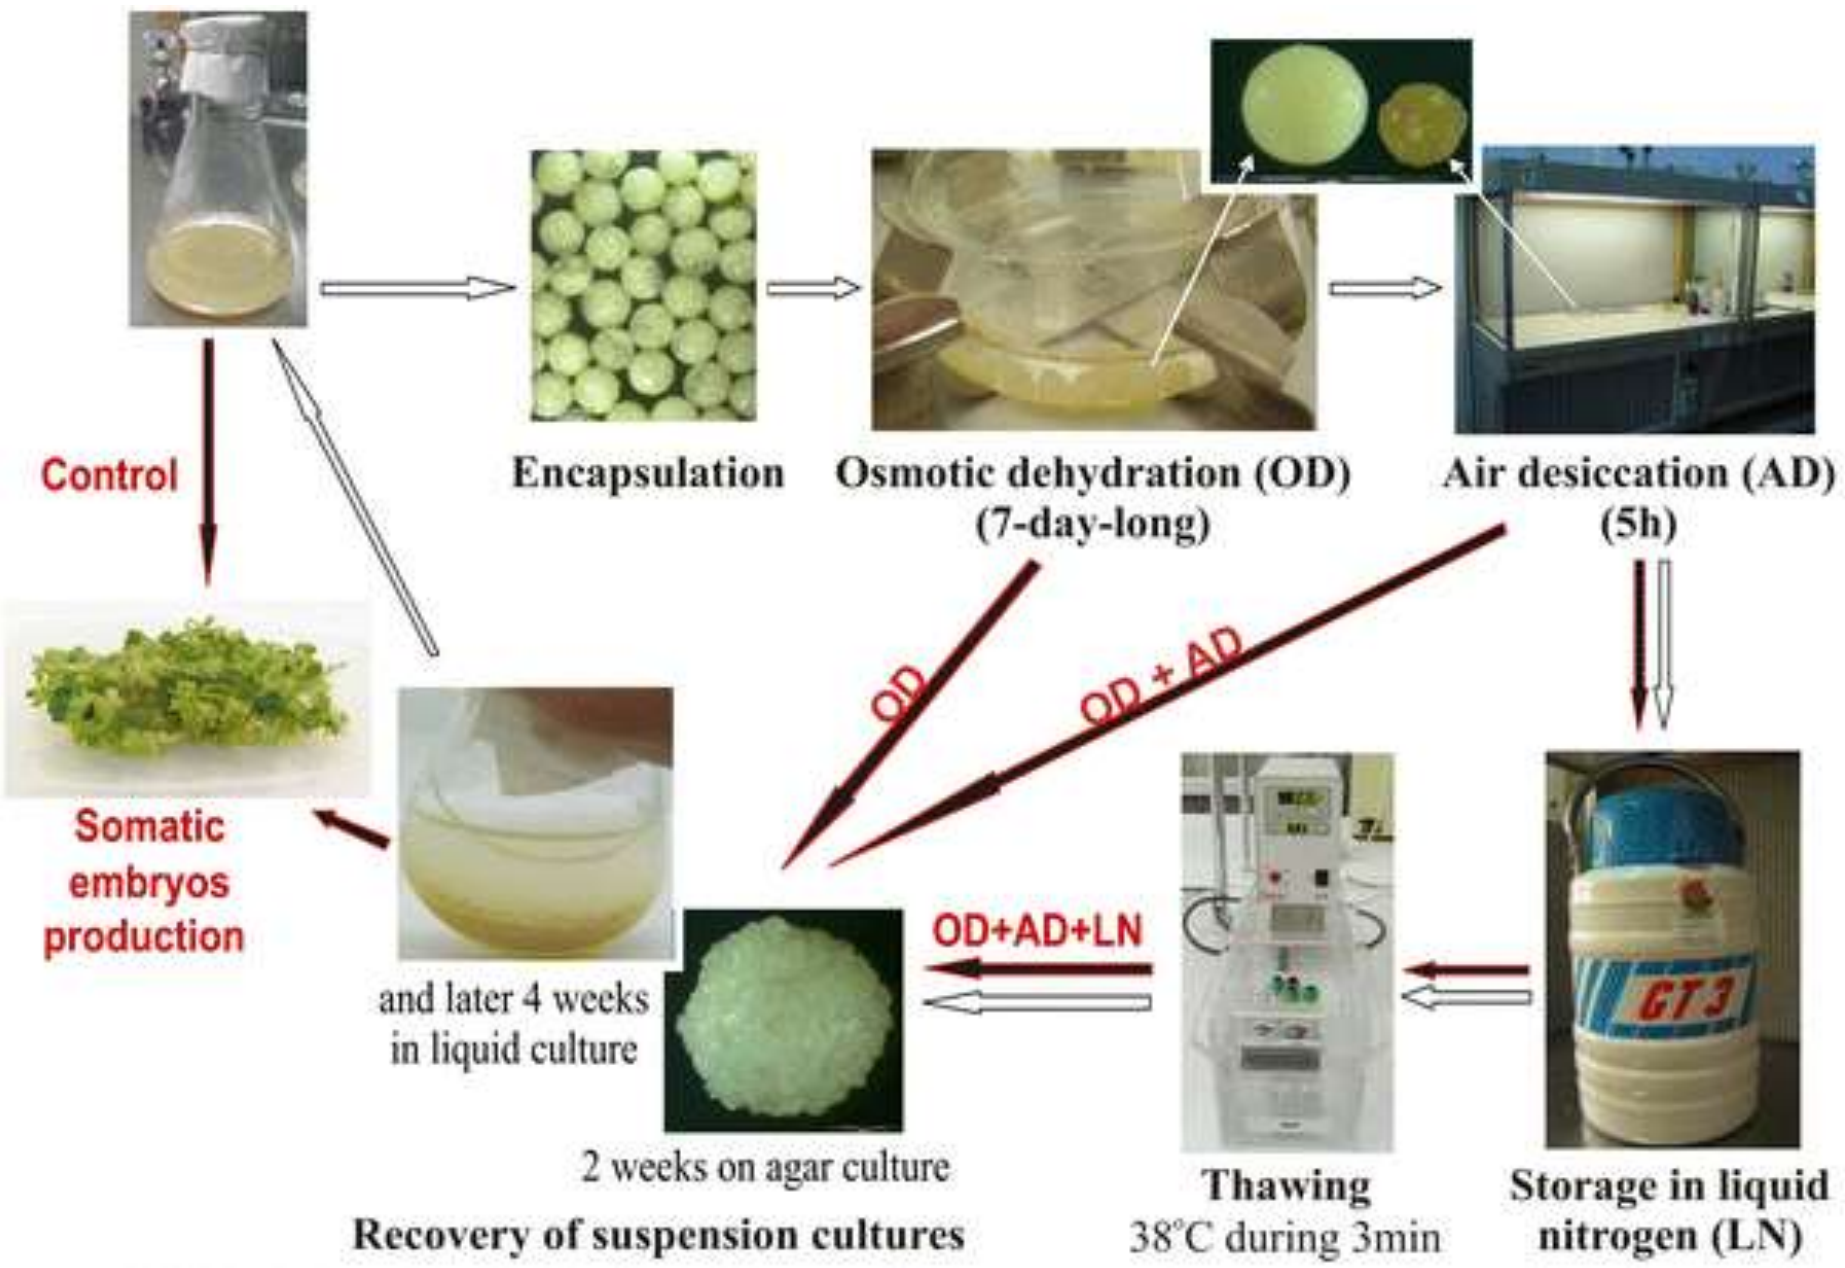 Control
Encapsulation
Osmotic dehydration (OD)
(7-day-long)
Air desiccation (AD)
(5h)
OD
OD + AD
Somatic
embryos
production
and later 4 weeks
in liquid culture
OD+AD+LN
GT 3
2 weeks on agar culture
Recovery of suspension cultures
Thawing
38°C during 3min
Storage in liquid
nitrogen (LN)